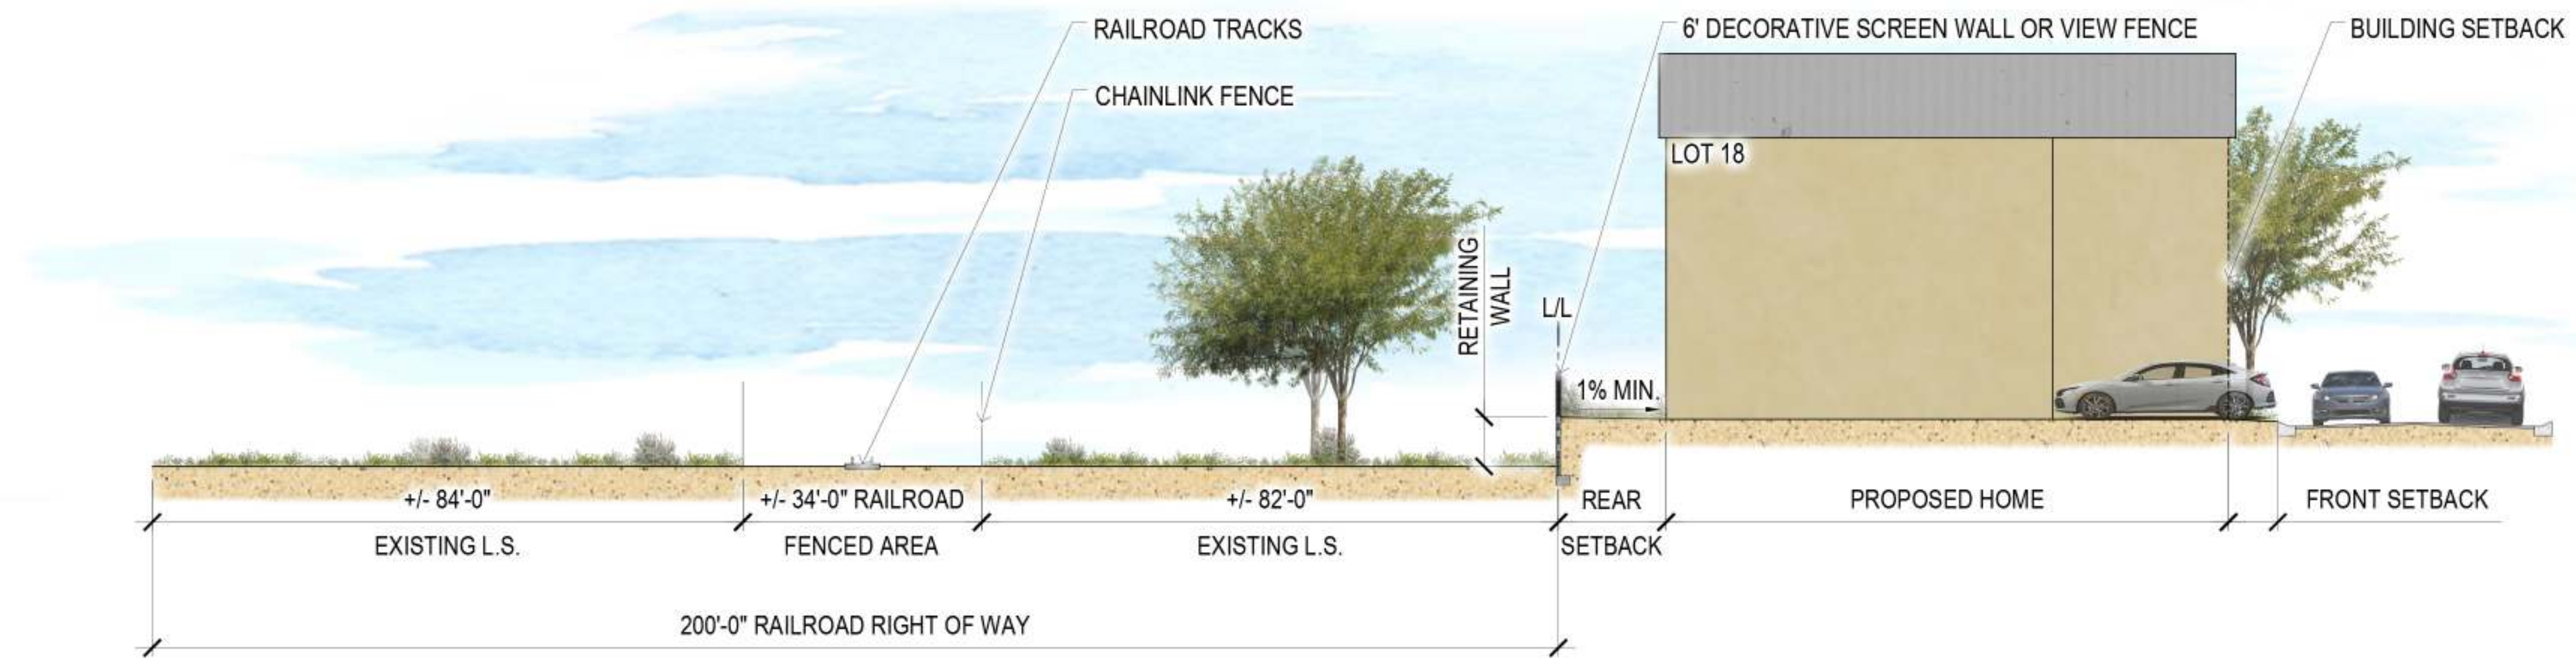 RAILROAD TRACKS
6' DECORATIVE SCREEN WALL OR VIEW FENCE
BUILDING SETBACK
CHAINLINK FENCE
LOT 18
RETAINING
WALL
L/L
1% MIN.
+/- 84'-0"
EXISTING L.S.
+/- 34'-0" RAILROAD
FENCED AREA
+/- 82'-0"
EXISTING L.S.
REAR
SETBACK
PROPOSED HOME
FRONT SETBACK
200'-0" RAILROAD RIGHT OF WAY